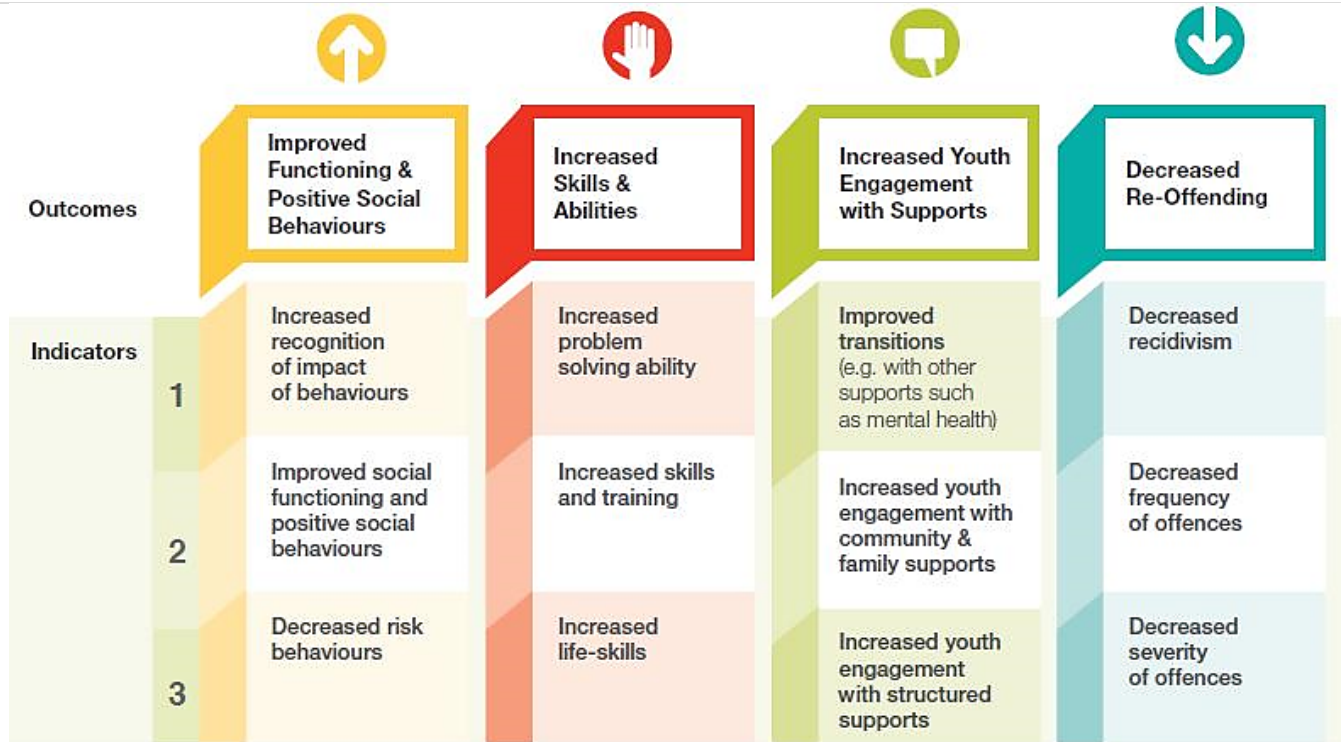 Outcomes
Improved
Functioning &
Positive Social
Behaviours
Increased
Skills &
Abilities
Increased Youth
Engagement
with Supports
Decreased
Re-Offending
Indicators
1
Increased
recognition
of impact
of behaviours
Increased
problem
solving ability
Improved
transitions
(e.g. with other
supports such
as mental health)
Decreased
recidivism
2
Improved social
functioning and
positive social
behaviours
Increased skills
and training
Increased youth
engagement with
community &
family supports
Decreased
frequency
of offences
3
Decreased risk
behaviours
Increased
life-skills
Increased youth
engagement
with structured
supports
Decreased
severity
of offences